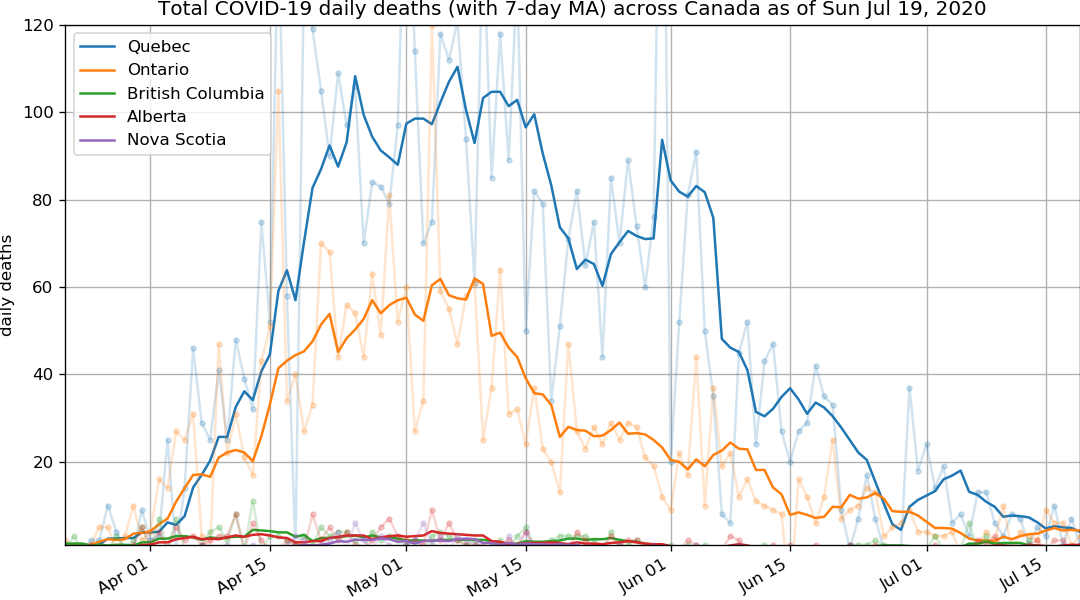 Total COVID-19 daily deaths (with 7-day MA) across Canada as of Sun Jul 19, 2020
120
100
80
60
40
20
daily deaths
Quebec
Ontario
British Columbia
Alberta
Nova Scotia
Apr 01
Apr 15
May 01
May 15
Jun 01
Jun 15
Jul 01
Jul 15